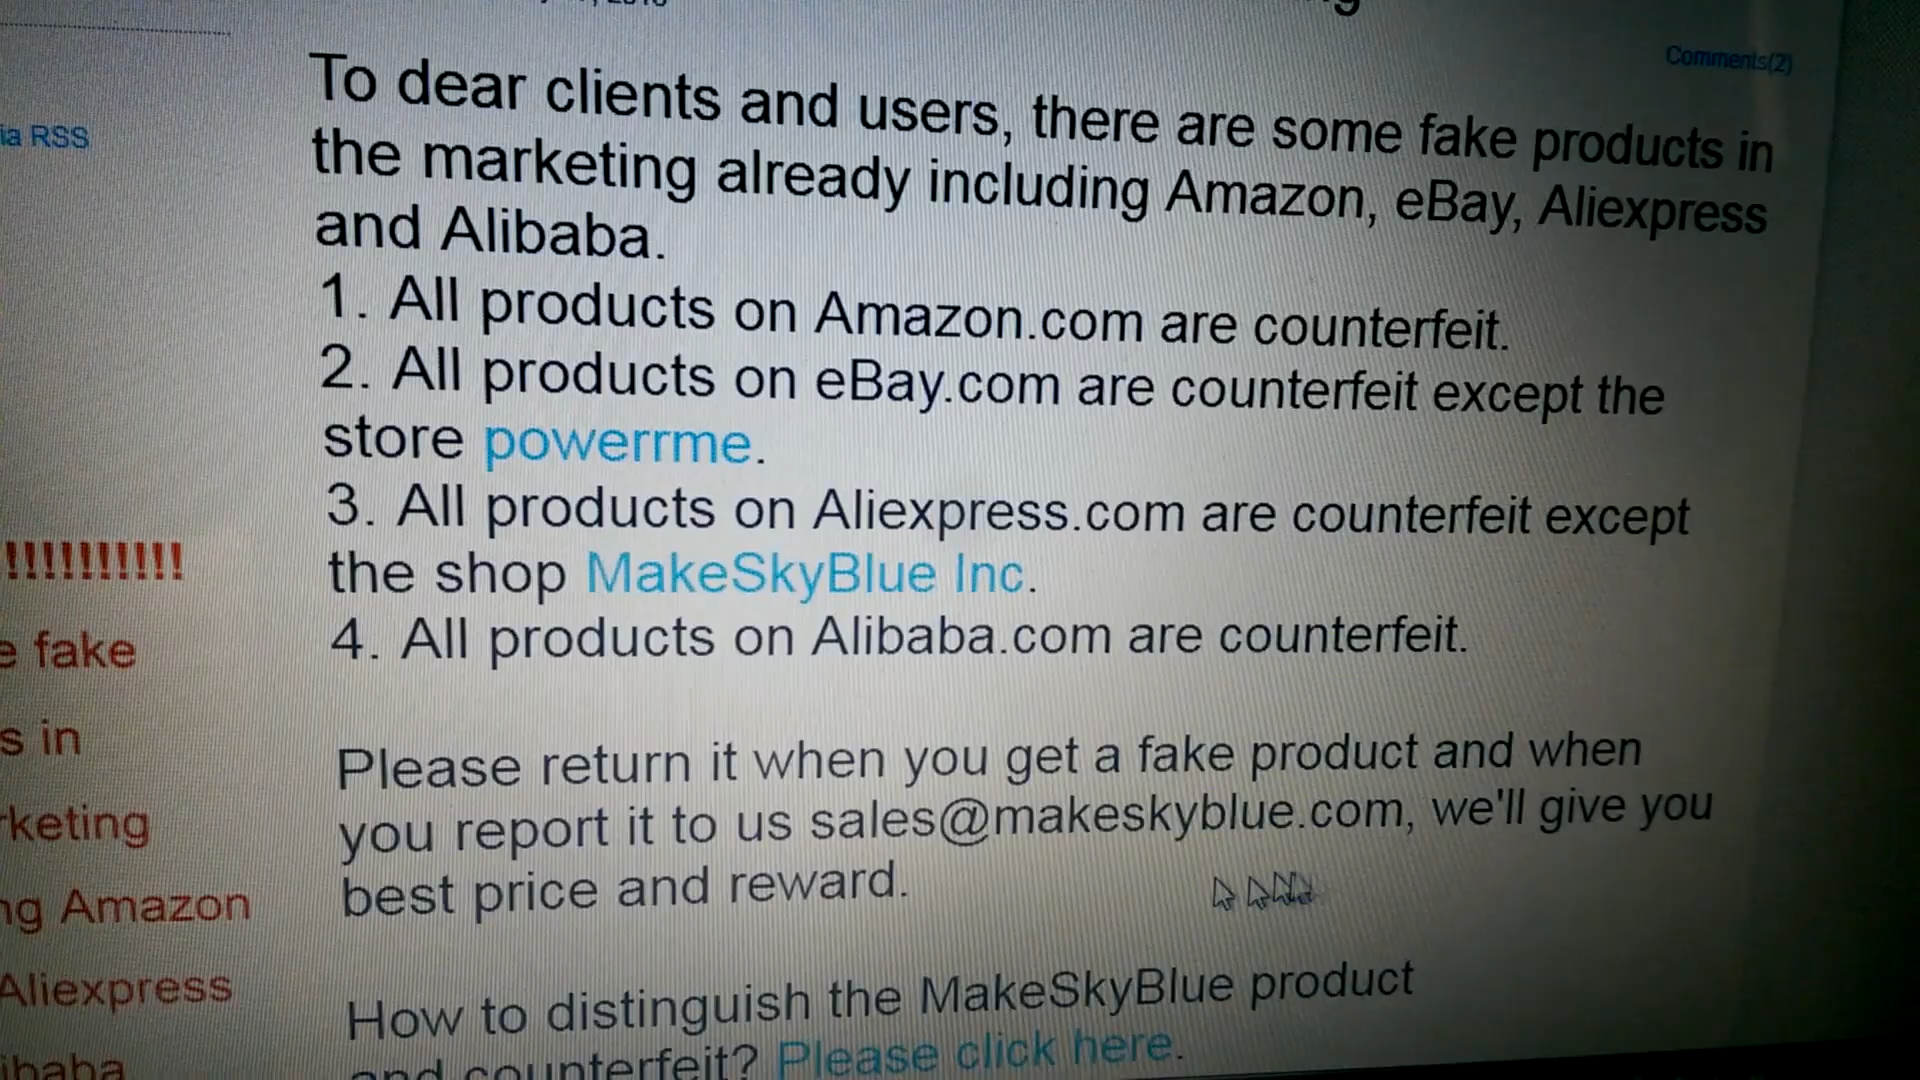 Comments(2)
To dear clients and users, there are some fake products in
the marketing already including Amazon, eBay, Aliexpress
and Alibaba.
1. All products on Amazon.com are counterfeit.
2. All products on eBay.com are counterfeit except the
store powerrme.
3. All products on Aliexpress.com are counterfeit except
the shop MakeSkyBlue Inc.
4. All products on Alibaba.com are counterfeit.
Please return it when you get a fake product and when
you report it to us sales@makeskyblue.com, we'll give you
best price and reward.
How to distinguish the MakeSkyBlue product
and counterfeit? Please click here.
RSS
!!!!!!!!!!!
fake
in
Amazon
Aliexpress